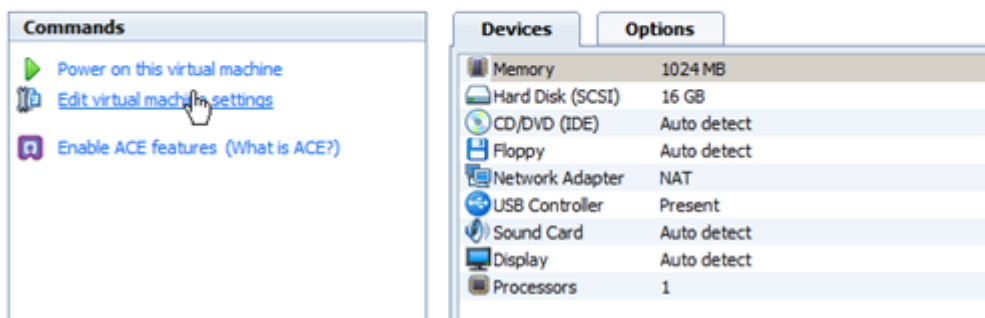 Commands
Power on this virtual machine
Edit virtual machine settings
Enable ACE features (What is ACE?)
Devices Options
Memory 1024 MB
Hard Disk (SCSI) 16 GB
CD/DVD (IDE) Auto detect
Floppy Auto detect
Network Adapter NAT
USB Controller Present
Sound Card Auto detect
Display Auto detect
Processors 1